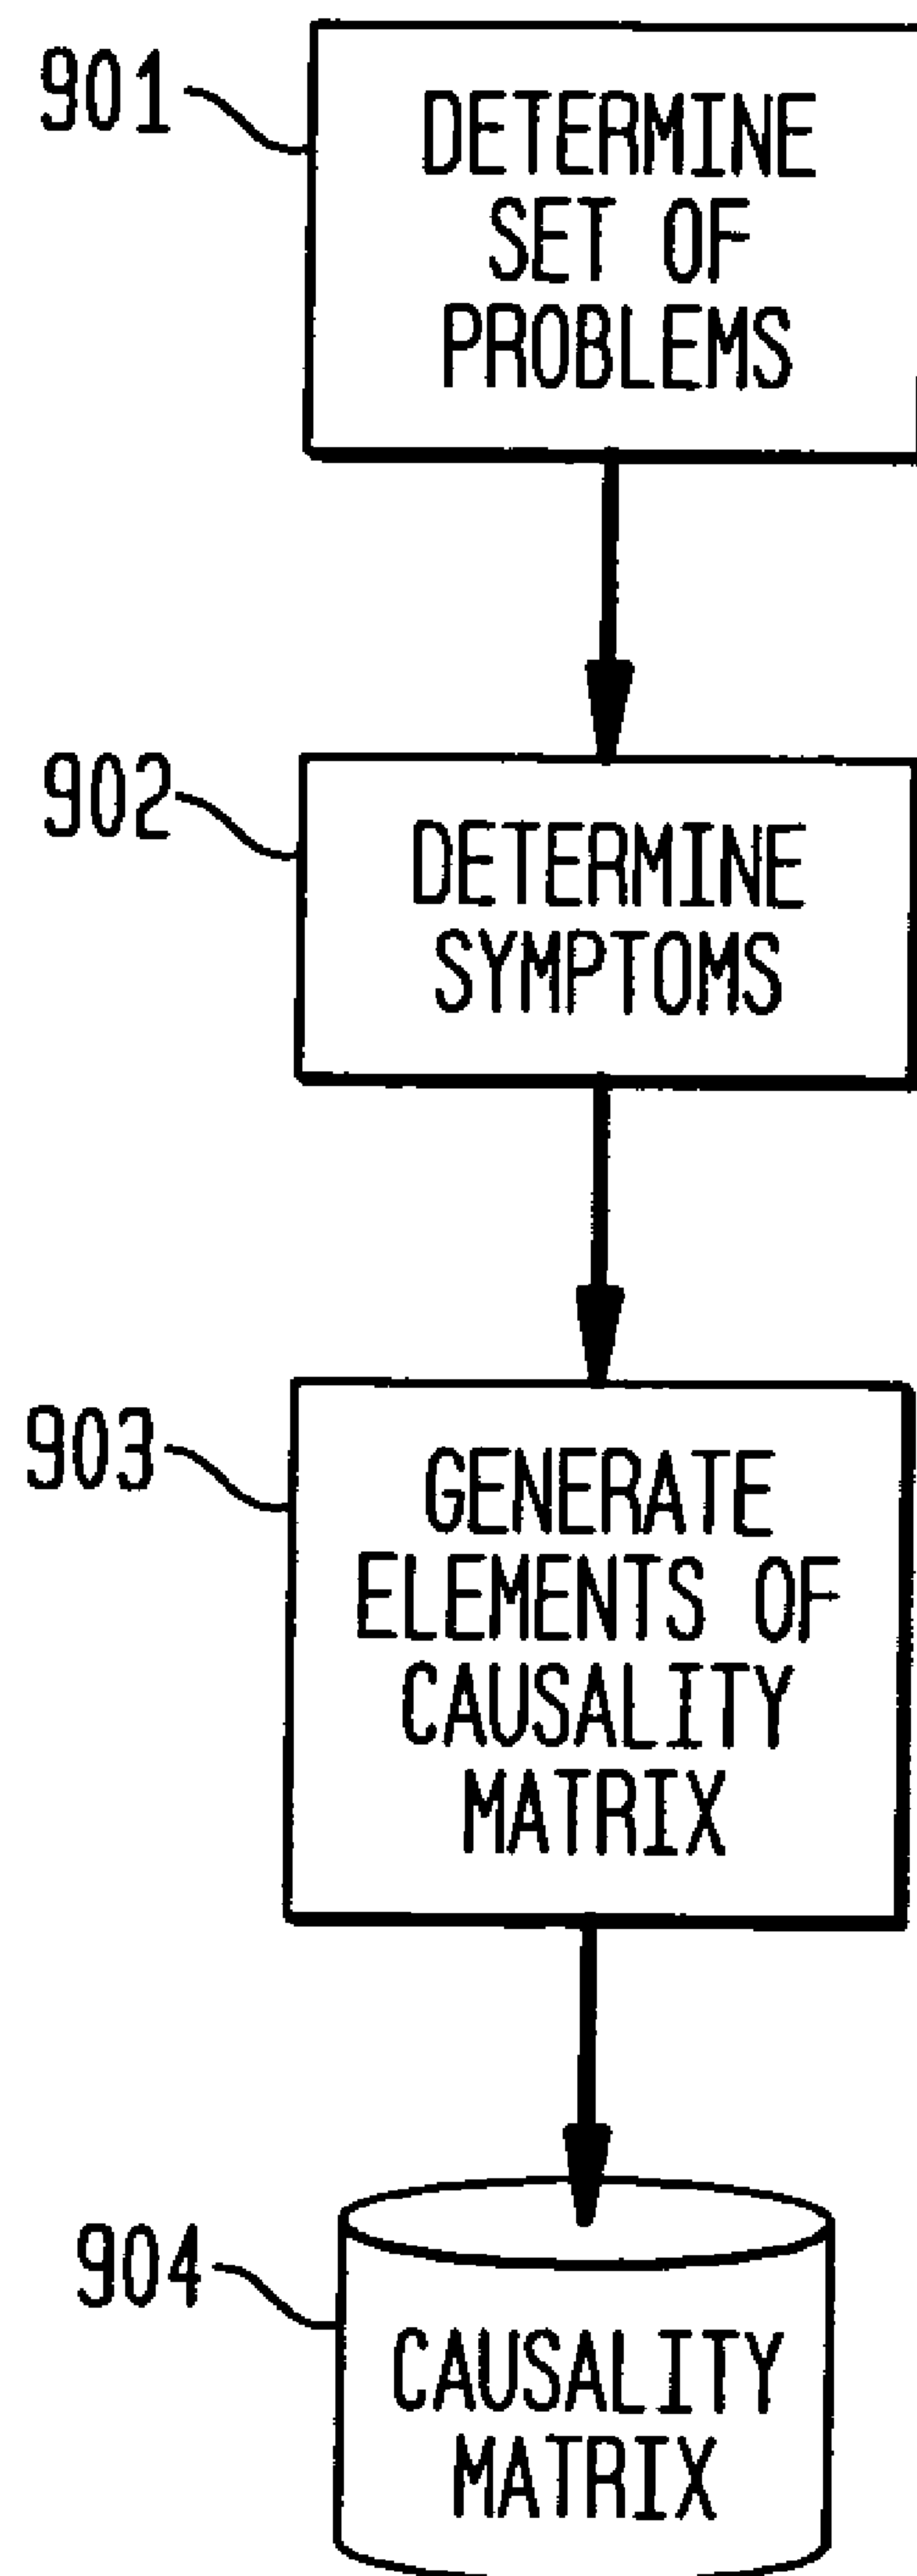 901
DETERMINE
SET OF
PROBLEMS
902
DETERMINE
SYMPTOMS
903
GENERATE
ELEMENTS OF
CAUSALITY
MATRIX
904
CAUSALITY
MATRIX